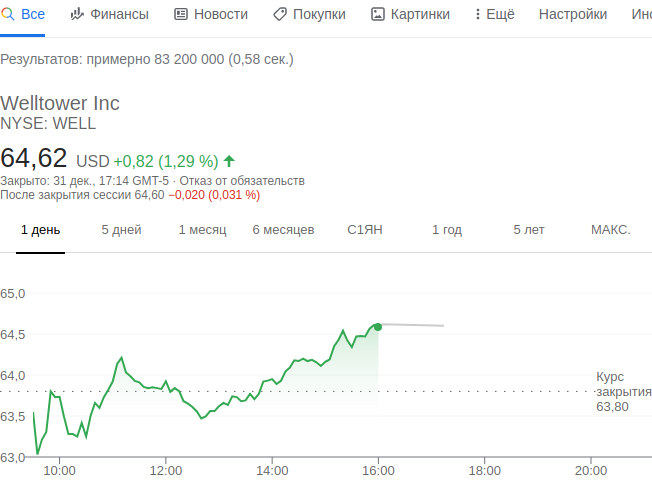 Все Финансы Новости Покупки Картинки Ещё Настройки
Результатов: примерно 83 200 000 (0,58 сек.)
Welltower Inc
NYSE: WELL
64,62 USD +0,82 (1,29 %)
Закрыто: 31 дек., 17:14 GMT-5 · Отказ от обязательств
После закрытия сессии 64,60 −0,020 (0,031 %)
1 день 5 дней 1 месяц 6 месяцев С1ЯН 1 год 5 лет МАКС.
65,0
64,5
64,0
Курс
закрытия
63,80
63,5
63,0
10:00 12:00 14:00 16:00 18:00 20:00